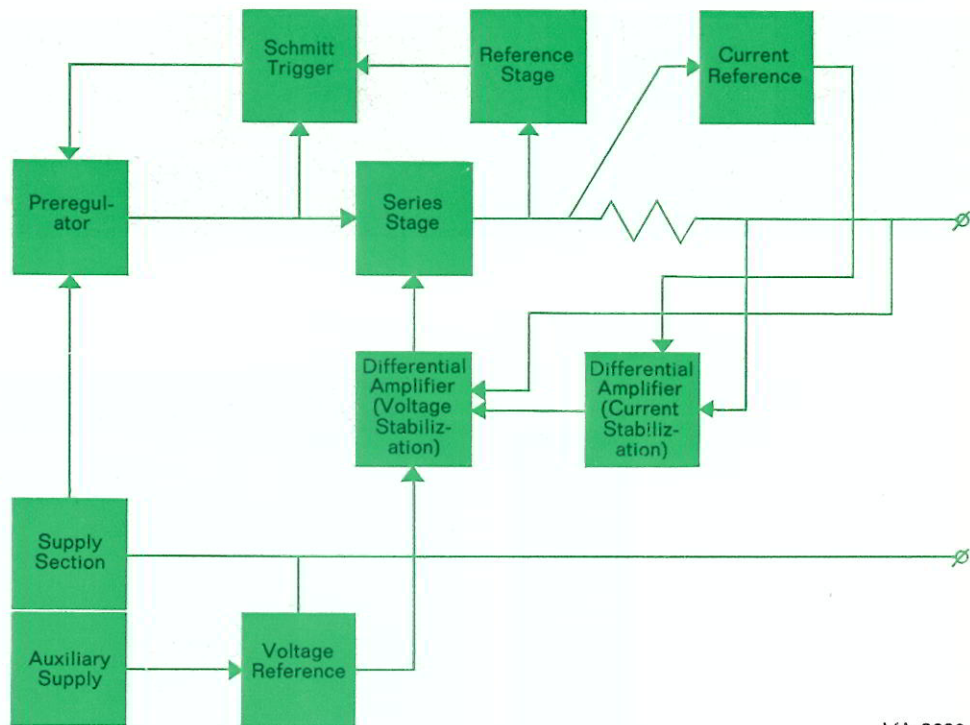 Schmitt
Trigger
Reference
Stage
Current
Reference
Preregul-
ator
Series
Stage
Differential
Amplifier
(Voltage
Stabiliz-
ation)
Differential
Amplifier
(Current
Stabiliz-
ation)
Supply
Section
Auxiliary
Supply
Voltage
Reference